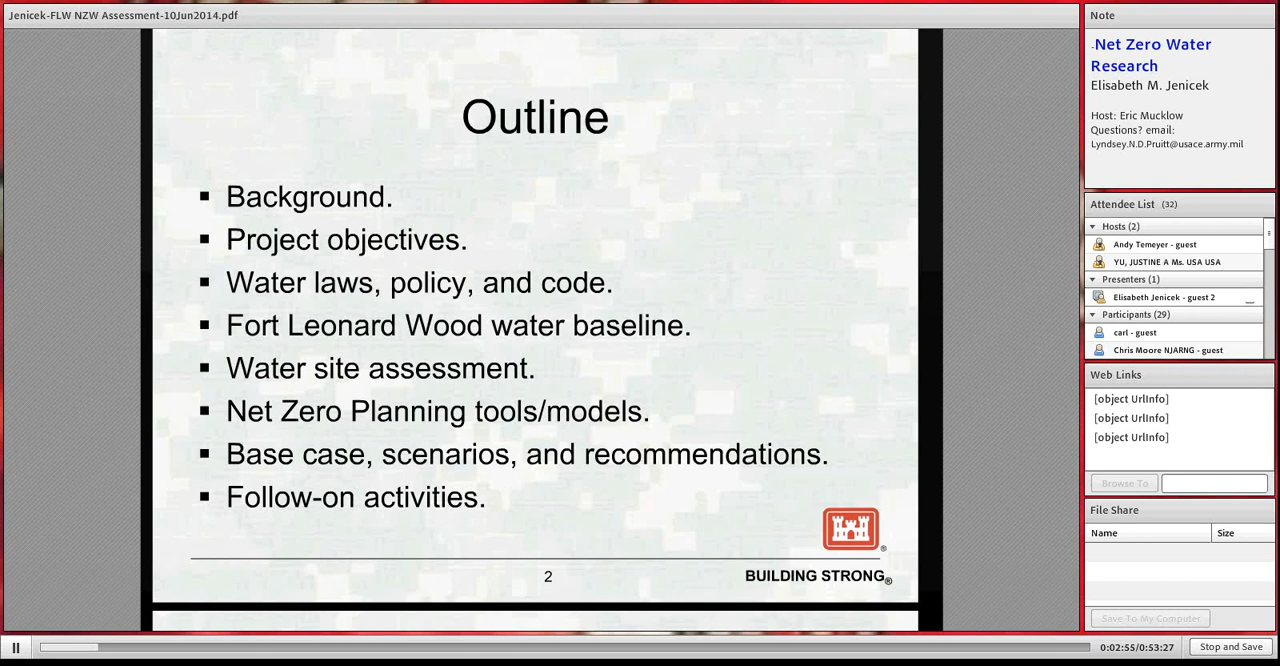 Jenicek-FLW NZW Assessment-10Jun2014.pdf
Outline
▪ Background.
▪ Project objectives.
▪ Water laws, policy, and code.
▪ Fort Leonard Wood water baseline.
▪ Water site assessment.
▪ Net Zero Planning tools/models.
▪ Base case, scenarios, and recommendations.
▪ Follow-on activities.
®
2
BUILDING STRONG®
Note
-Net Zero Water
Research
Elisabeth M. Jenicek
Host: Eric Mucklow
Questions? email:
Lyndsey.N.D.Pruitt@usace.army.mil
Attendee List (32)
Hosts (2)
Andy Temeyer - guest
YU, JUSTINE A Ms. USA USA
Presenters (1)
Elisabeth Jenicek - guest 2
Participants (29)
carl - guest
Chris Moore NJARNG - guest
Web Links
[object UrlInfo]
[object UrlInfo]
[object UrlInfo]
Browse To
File Share
Name Size
Save To My Computer
0:02:55/0:53:27 Stop and Save